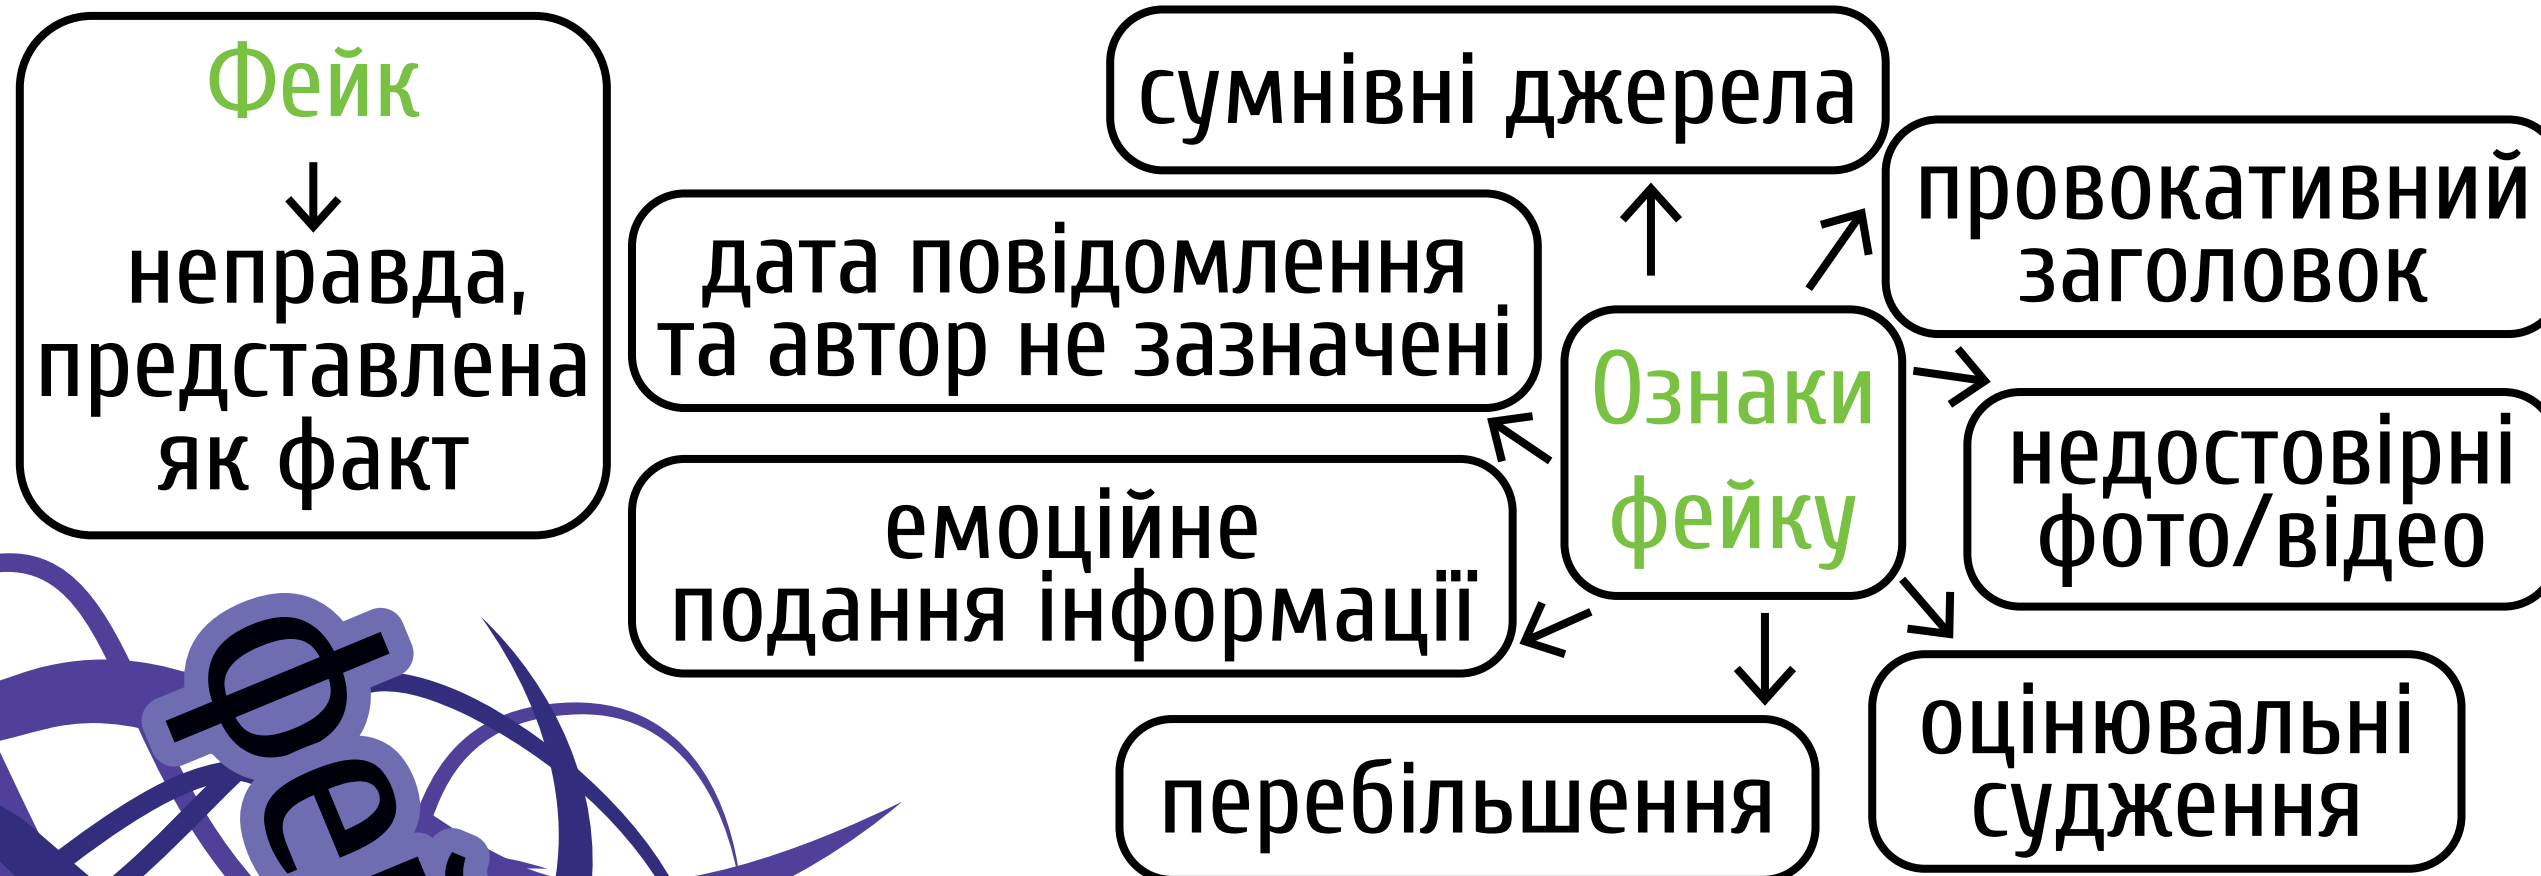 Фейк
неправда,
представлена
як факт
сумнівні джерела
провокативний
заголовок
дата повідомлення
та автор не зазначені
Ознаки
фейку
недостовірні
фото/відео
емоційне
подання інформації
оцінювальні
судження
перебільшення